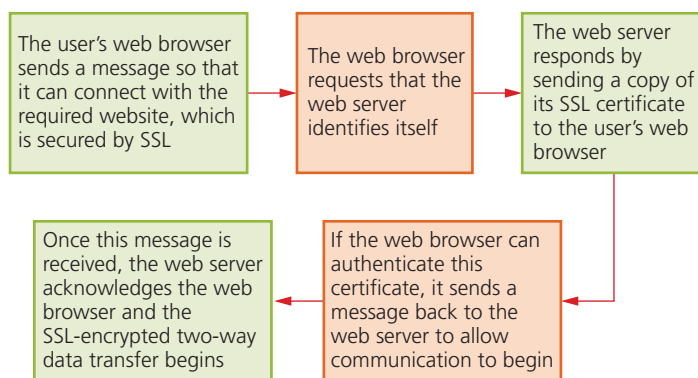 The user’s web browser
sends a message so that
it can connect with the
required website, which
is secured by SSL
The web browser
requests that the
web server
identifies itself
The web server
responds by
sending a copy of
its SSL certificate
to the user’s web
browser
If the web browser can
authenticate this
certificate, it sends a
message back to the
web server to allow
communication to begin
Once this message is
received, the web server
acknowledges the web
browser and the
SSL-encrypted two-way
data transfer begins